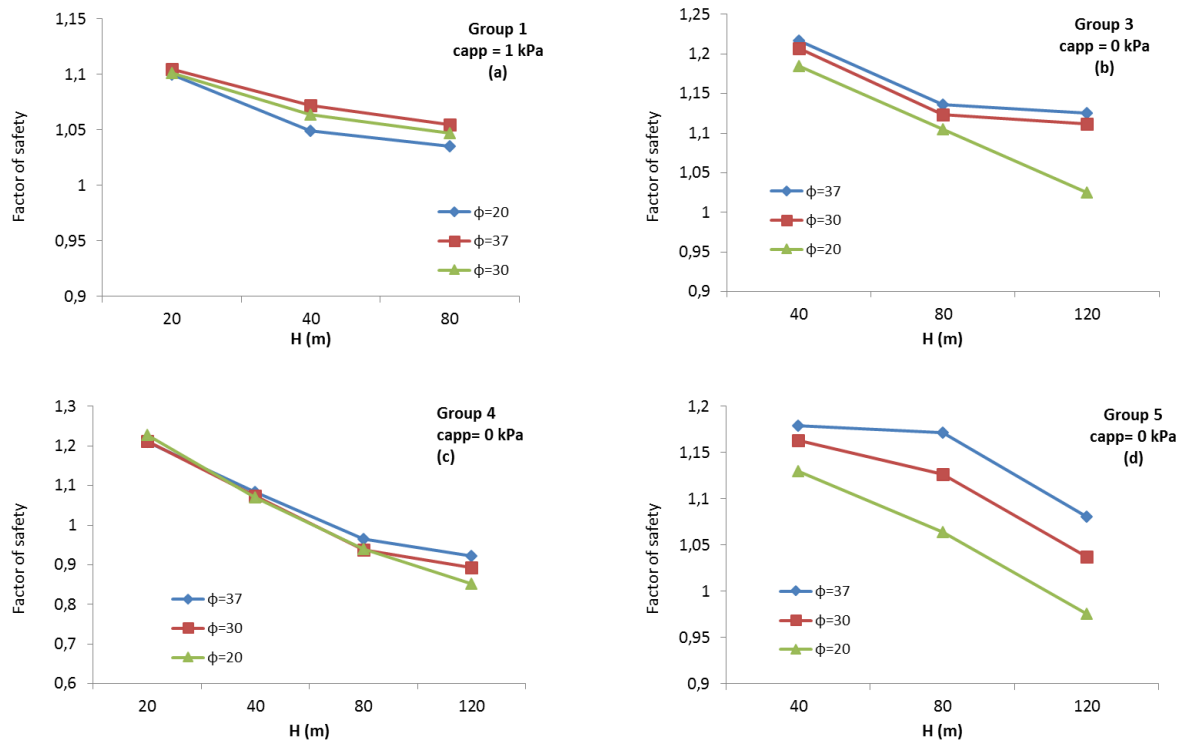 Group 1
capp = 1 kPa
(a)
Factor of safety
1,15
1,1
1,05
1
0,95
0,9
20
40
80
H (m)
ϕ=20
ϕ=37
ϕ=30
Group 3
capp = 0 kPa
(b)
Factor of safety
1,25
1,2
1,15
1,1
1,05
1
0,95
0,9
40
80
120
H (m)
ϕ=37
ϕ=30
ϕ=20
Group 4
capp= 0 kPa
(c)
Factor of safety
1,3
1,2
1,1
1
0,9
0,8
0,7
0,6
20
40
80
120
H (m)
ϕ=37
ϕ=30
ϕ=20
Group 5
capp= 0 kPa
(d)
Factor of safety
1,2
1,15
1,1
1,05
1
0,95
0,9
40
80
120
H (m)
ϕ=37
ϕ=30
ϕ=20